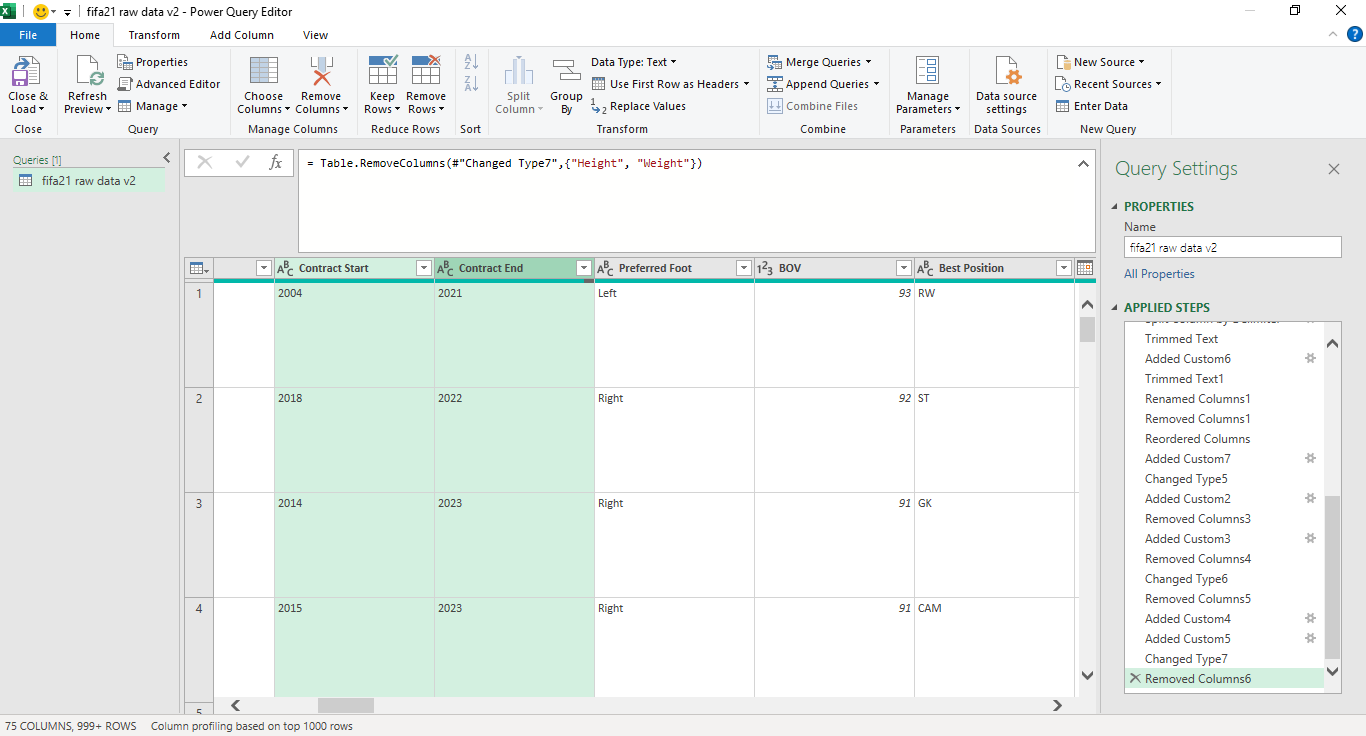 fifa21 raw data v2 - Power Query Editor
File Home Transform Add Column View
Close & Load
Refresh Preview
Properties
Advanced Editor
Manage
Choose Columns
Remove Columns
Keep Rows
Remove Rows
Split Column
Group By
Data Type: Text
Use First Row as Headers
Replace Values
Merge Queries
Append Queries
Combine Files
Manage Parameters
Data source settings
New Source
Recent Sources
Enter Data
Close Query Manage Columns Reduce Rows Sort Transform Combine Parameters Data Sources New Query
Queries [1]
fifa21 raw data v2
fx
= Table.RemoveColumns(#"Changed Type7",{"Height", "Weight"})
Contract Start Contract End Preferred Foot BOV Best Position
1 2004 2021 Left 93 RW
2 2018 2022 Right 92 ST
3 2014 2023 Right 91 GK
4 2015 2023 Right 91 CAM
5
Query Settings
PROPERTIES
Name
fifa21 raw data v2
All Properties
APPLIED STEPS
Trimmed Text
Added Custom6
Trimmed Text1
Renamed Columns1
Removed Columns1
Reordered Columns
Added Custom7
Changed Type5
Added Custom2
Removed Columns3
Added Custom3
Removed Columns4
Changed Type6
Removed Columns5
Added Custom4
Added Custom5
Changed Type7
Removed Columns6
75 COLUMNS, 999+ ROWS Column profiling based on top 1000 rows